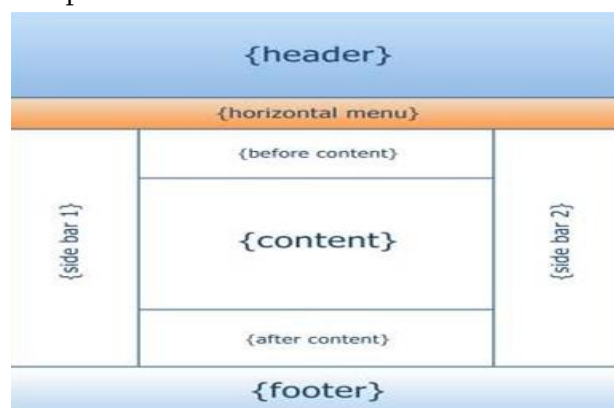 {header}
{horizontal menu}
{before content}
{side bar 1}
{content}
{side bar 2}
{after content}
{footer}